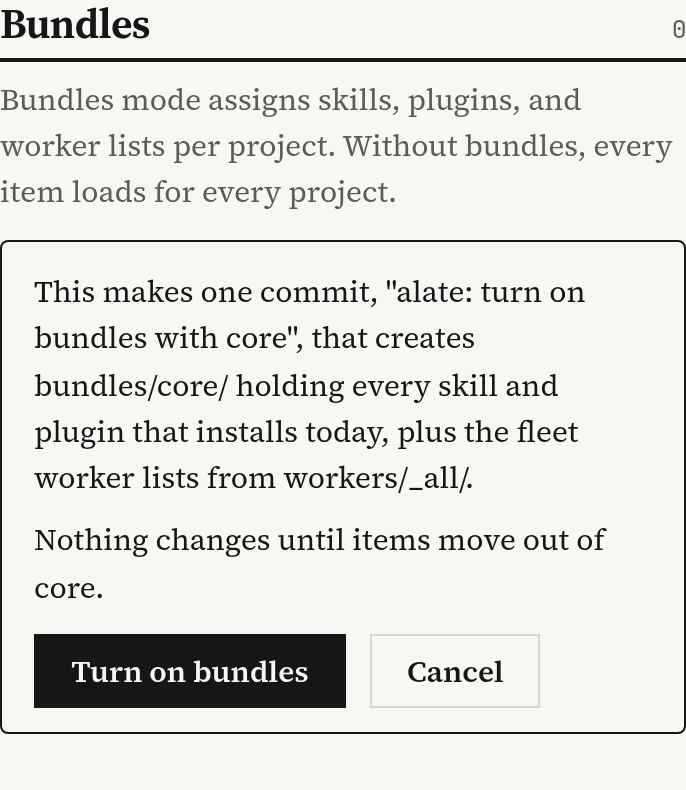 Bundles
0
Bundles mode assigns skills, plugins, and
worker lists per project. Without bundles, every
item loads for every project.
This makes one commit, "alate: turn on
bundles with core", that creates
bundles/core/ holding every skill and
plugin that installs today, plus the fleet
worker lists from workers/_all/.
Nothing changes until items move out of
core.
Turn on bundles
Cancel